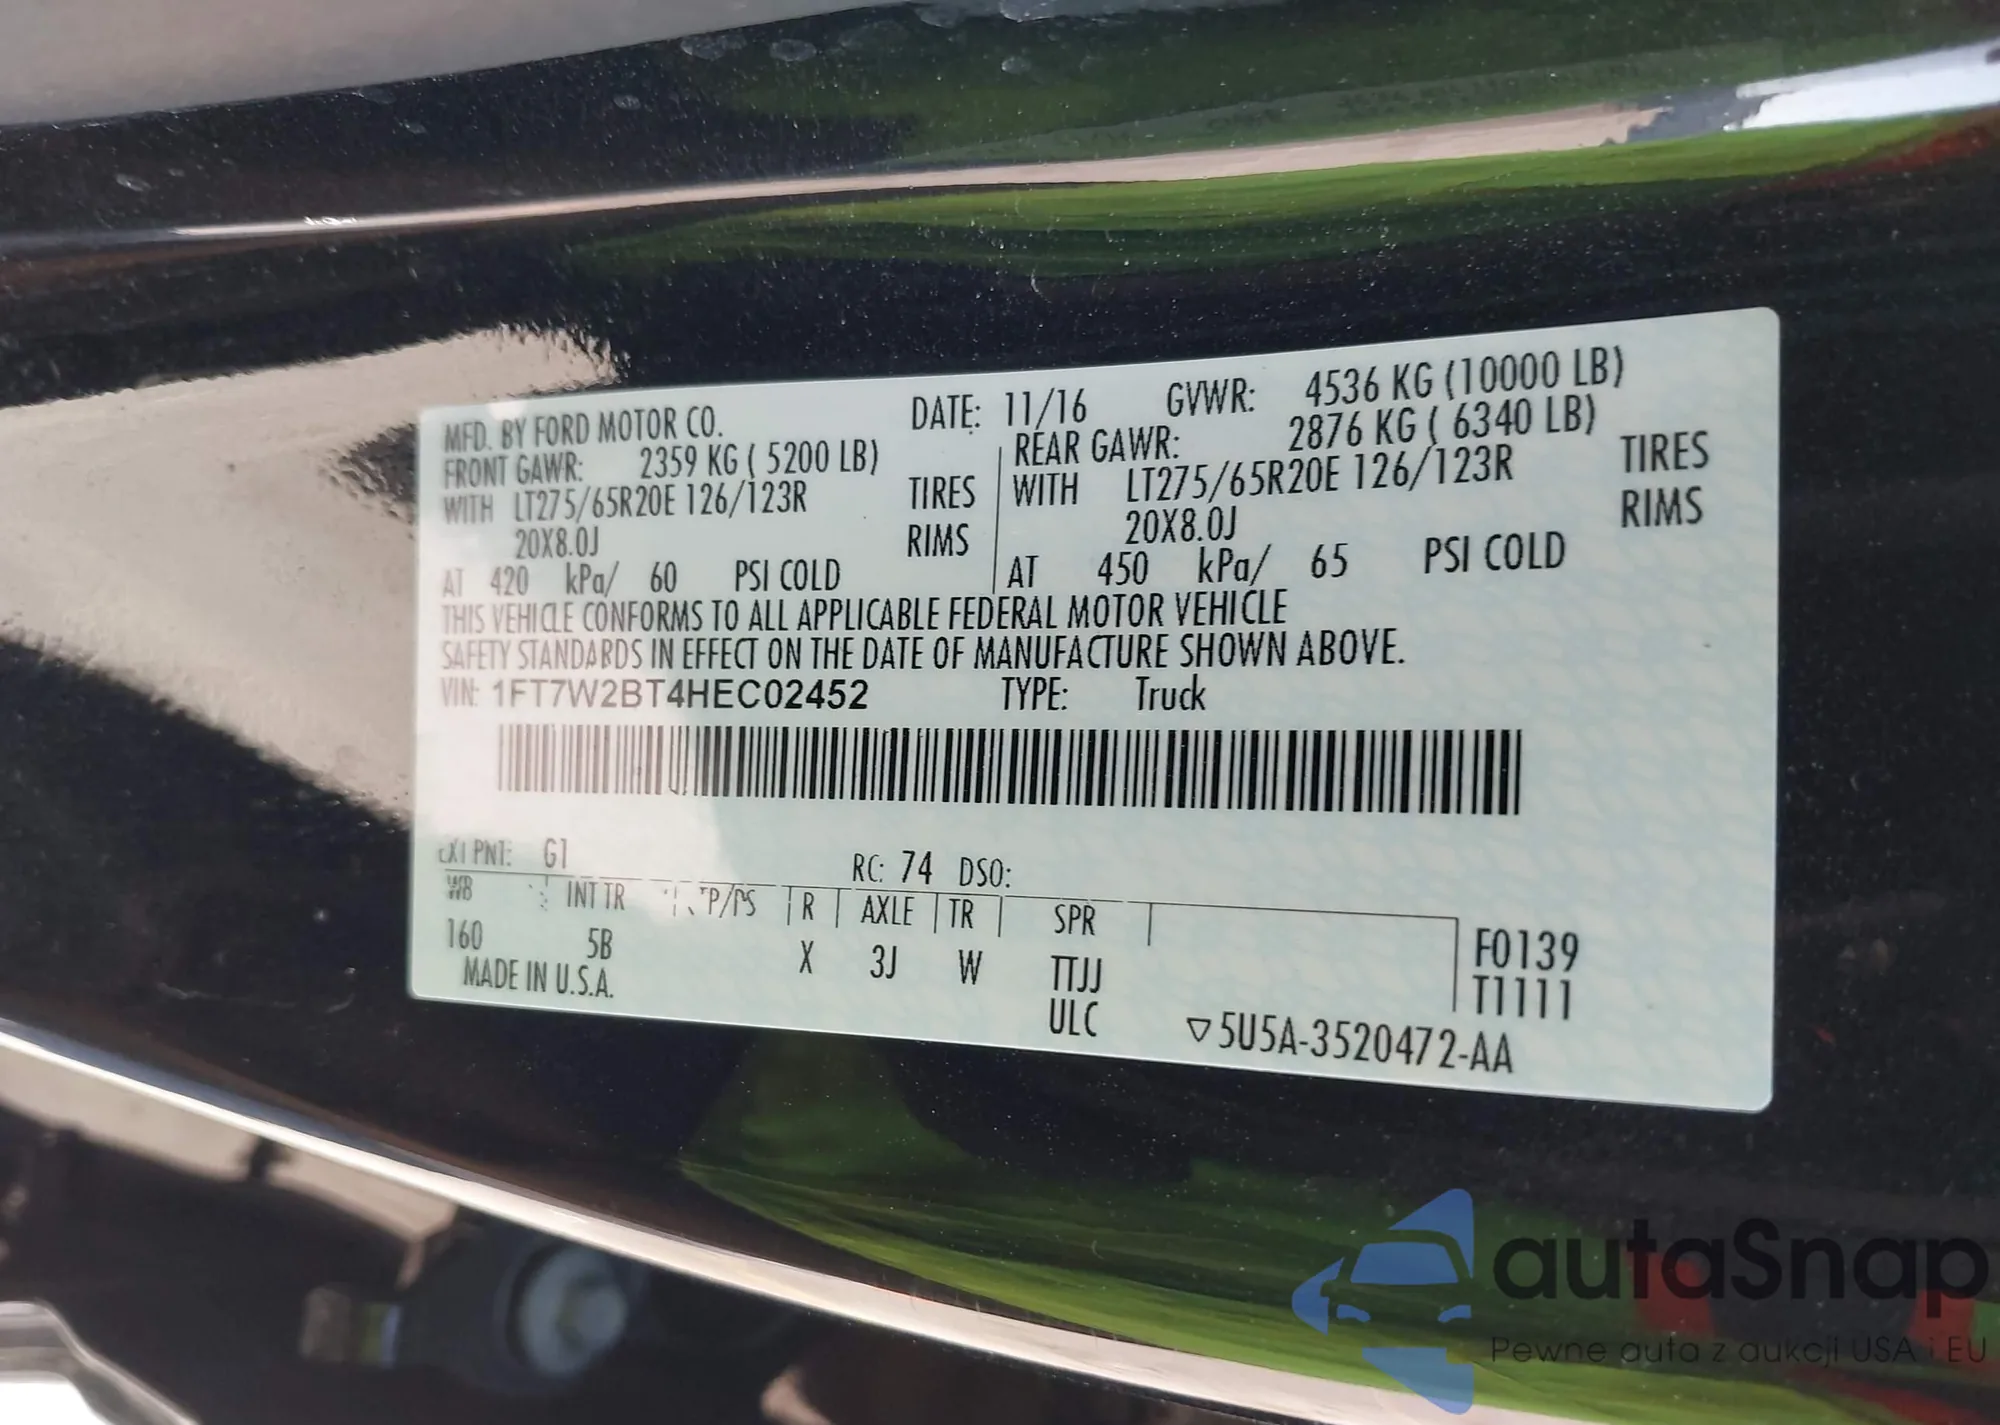 MFD. BY FORD MOTOR CO. DATE: 11/16 GVWR: 4536 KG (10000 LB)
FRONT GAWR: 2359 KG ( 5200 LB) REAR GAWR: 2876 KG ( 6340 LB)
WITH LT275/65R20E 126/123R TIRES WITH LT275/65R20E 126/123R TIRES
20X8.0J RIMS 20X8.0J RIMS
AT 420 kPa/ 60 PSI COLD AT 450 kPa/ 65 PSI COLD
THIS VEHICLE CONFORMS TO ALL APPLICABLE FEDERAL MOTOR VEHICLE
SAFETY STANDARDS IN EFFECT ON THE DATE OF MANUFACTURE SHOWN ABOVE.
VIN: 1FT7W2BT4HEC02452 TYPE: Truck
EXT PNT: G1 RC: 74 DSO:
WB INT TR TP/PS R AXLE TR SPR
160 5B X 3J W TTJJ F0139
MADE IN U.S.A. ULC T1111
▽5U5A-3520472-AA
autaSnap
Pewne auta z aukcji USA i EU